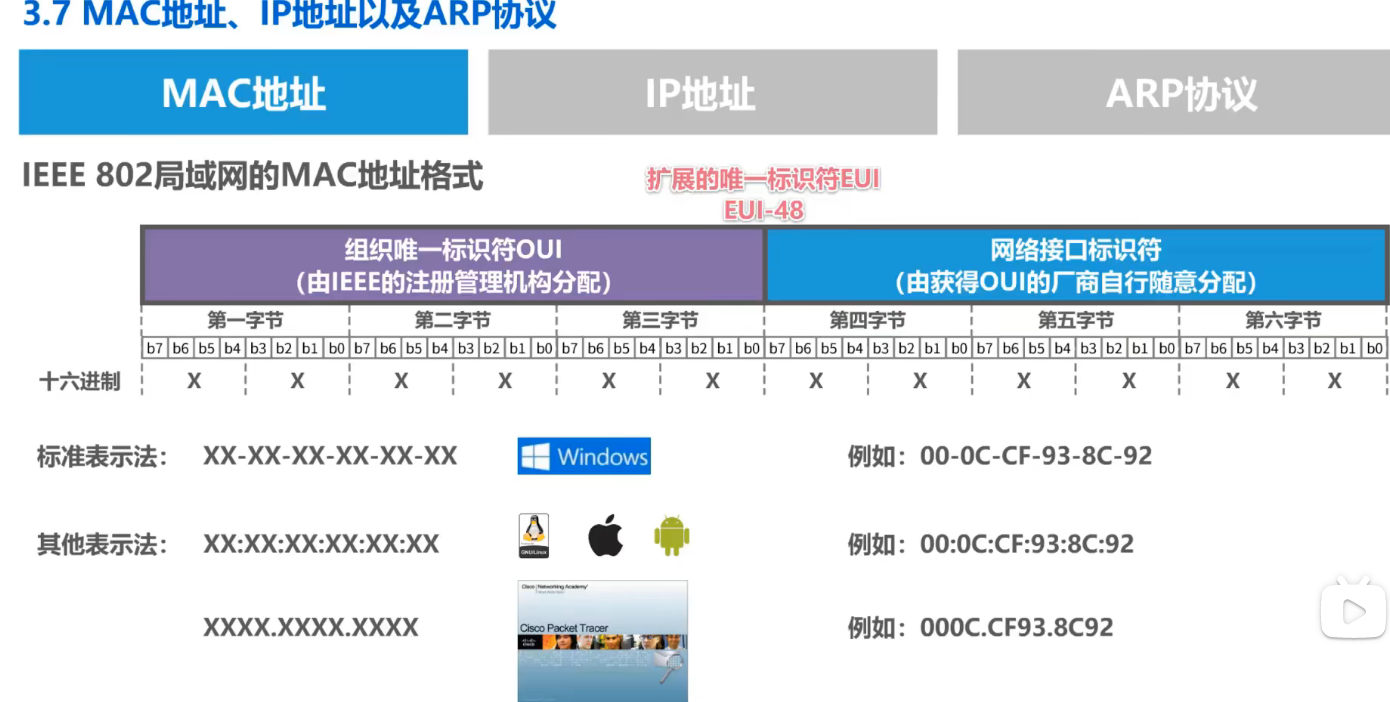 3.7 MAC地址、IP地址以及ARP协议
MAC地址 IP地址 ARP协议
IEEE 802局域网的MAC地址格式
扩展的唯一标识符EUI
EUI-48
组织唯一标识符OUI
(由IEEE的注册管理机构分配)
网络接口标识符
(由获得OUI的厂商自行随意分配)
第一字节 第二字节 第三字节 第四字节 第五字节 第六字节
b7 b6 b5 b4 b3 b2 b1 b0 b7 b6 b5 b4 b3 b2 b1 b0 b7 b6 b5 b4 b3 b2 b1 b0 b7 b6 b5 b4 b3 b2 b1 b0 b7 b6 b5 b4 b3 b2 b1 b0 b7 b6 b5 b4 b3 b2 b1 b0
十六进制 X X X X X X X X X X X X
标准表示法: XX-XX-XX-XX-XX-XX Windows 例如: 00-0C-CF-93-8C-92
其他表示法: XX:XX:XX:XX:XX:XX GNU/Linux 例如: 00:0C:CF:93:8C:92
Cisco Networking Academy
Cisco Packet Tracer
XXXX.XXXX.XXXX 例如: 000C.CF93.8C92